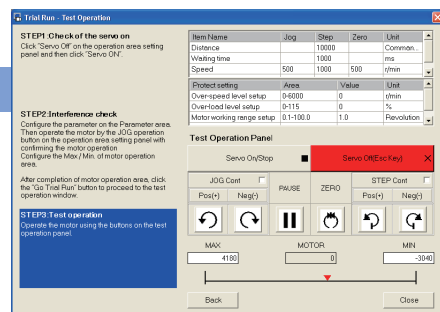 Trial Run - Test Operation
STEP1 :Check of the servo on
Click "Servo Off" on the operation area setting
panel and then click "Servo ON".
STEP2:Interference check
Configure the parameter on the Parameter area.
Then operate the motor by the JOG operation
button on the operation area setting panel with
confirming the motor operation
Configure the Max / Min. of motor operation
area.
After completion of motor operation area, click
the "Go Trial Run" button to proceed to the test
operation window.
STEP3:Test operation
Operate the motor using the buttons on the test
operation panel.
Item Name Jog Step Zero Unit
Distance 10000 Comman...
Waiting time 1000 ms
Speed 500 1000 500 r/min
Protect setting Area Value Unit
Over-speed level setup 0-6000 0 r/min
Over-load level setup 0-115 0 %
Motor working range setup 0.1-100.0 1.0 Revolution
Test Operation Panel
Servo On/Stop Servo Off(Esc Key)
JOG Cont PAUSE ZERO STEP Cont
Pos(+) Neg(-) Pos(+) Neg(-)
MAX MOTOR MIN
4180 0 -3040
Back Close